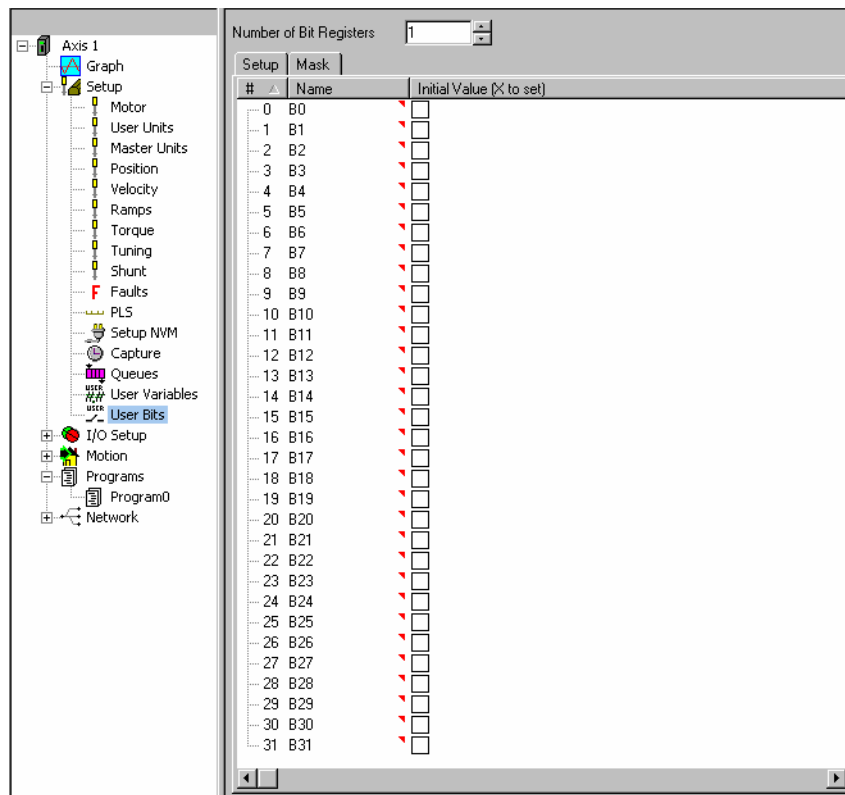 Axis 1
Graph
Setup
Motor
User Units
Master Units
Position
Velocity
Ramps
Torque
Tuning
Shunt
F Faults
PLS
Setup NVM
Capture
Queues
USER #.# User Variables
USER User Bits
I/O Setup
Motion
Programs
Program0
Network
Number of Bit Registers 1
Setup Mask
# Name Initial Value (X to set)
0 B0
1 B1
2 B2
3 B3
4 B4
5 B5
6 B6
7 B7
8 B8
9 B9
10 B10
11 B11
12 B12
13 B13
14 B14
15 B15
16 B16
17 B17
18 B18
19 B19
20 B20
21 B21
22 B22
23 B23
24 B24
25 B25
26 B26
27 B27
28 B28
29 B29
30 B30
31 B31